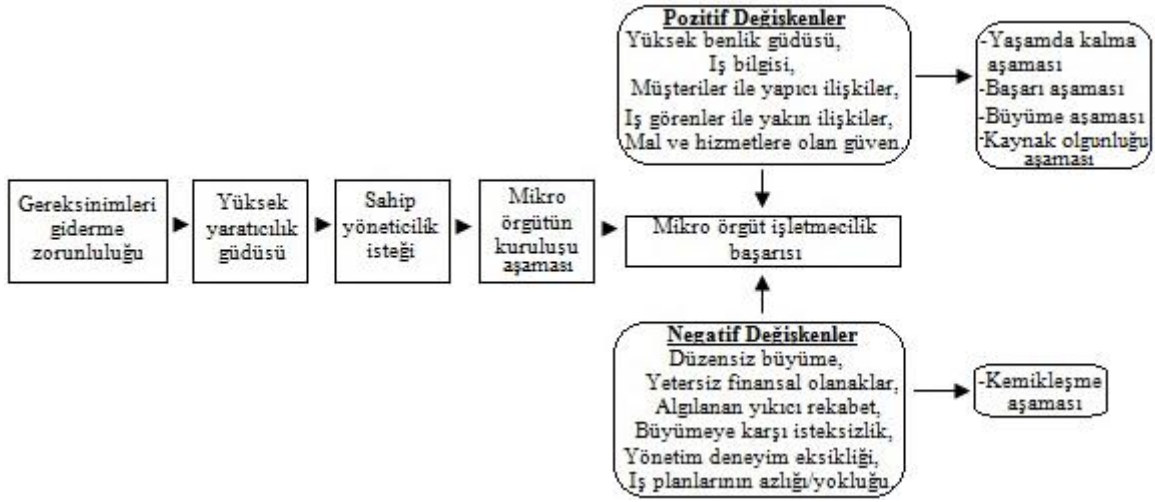 Pozitif Değişkenler
Yüksek benlik güdüsü,
İş bilgisi,
Müşteriler ile yapıcı ilişkiler,
İş görenler ile yakın ilişkiler,
Mal ve hizmetlere olan güven
-Yaşamda kalma
aşaması
-Başarı aşaması
-Büyüme aşaması
-Kaynak olgunluğu
aşaması
Gereksinimleri
giderme
zorunluluğu
Yüksek
yaratıcılık
güdüsü
Sahip
yöneticilik
isteği
Mikro
örgütün
kuruluşu
aşaması
Mikro örgüt işletmecilik
başarısı
Negatif Değişkenler
Düzensiz büyüme,
Yetersiz finansal olanaklar,
Algılanan yıkıcı rekabet,
Büyümeye karşı isteksizlik,
Yönetim deneyim eksikliği,
İş planlarının azlığı/yokluğu
-Kemikleşme
aşaması